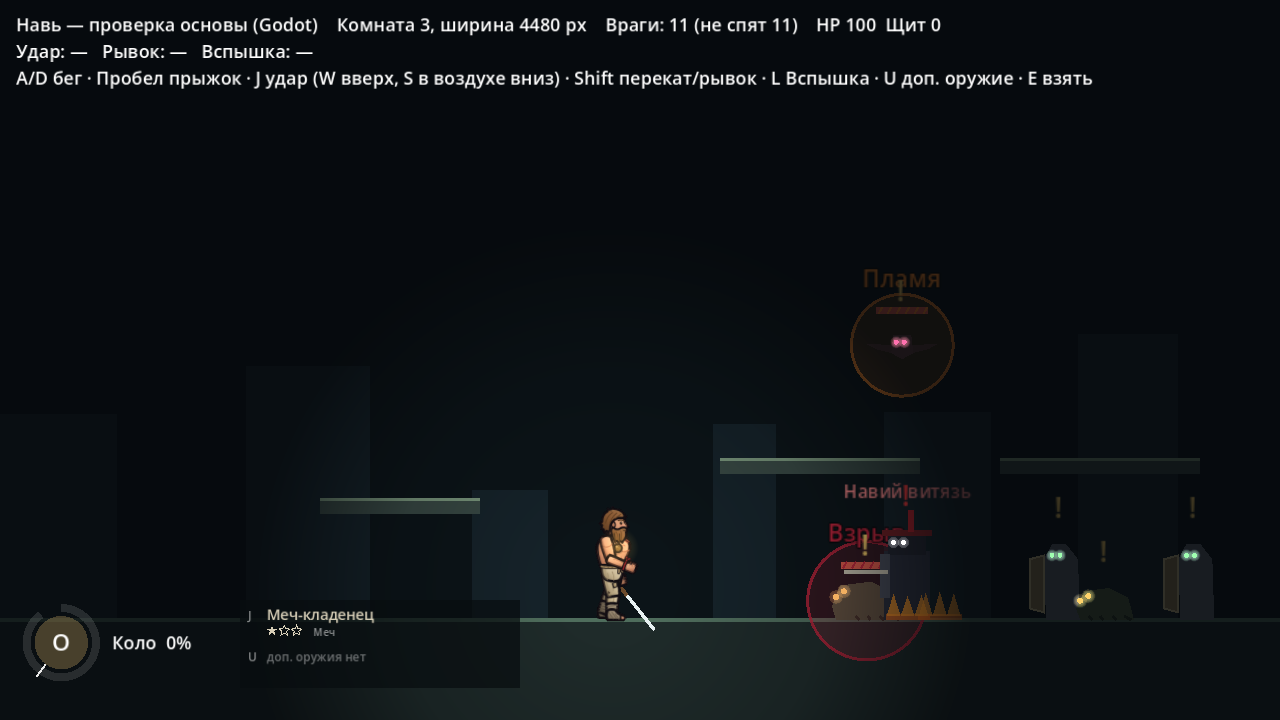 Навь — проверка основы (Godot) Комната 3, ширина 4480 px Враги: 11 (не спят 11) HP 100 Щит 0
Удар: — Рывок: — Вспышка: —
A/D бег · Пробел прыжок · J удар (W вверх, S в воздухе вниз) · Shift перекат/рывок · L Вспышка · U доп. оружие · E взять
Пламя
!
Навий витязь
!
! !
Взрыв
!
!
J Меч-кладенец
★☆☆ Меч
О Коло 0%
U доп. оружия нет